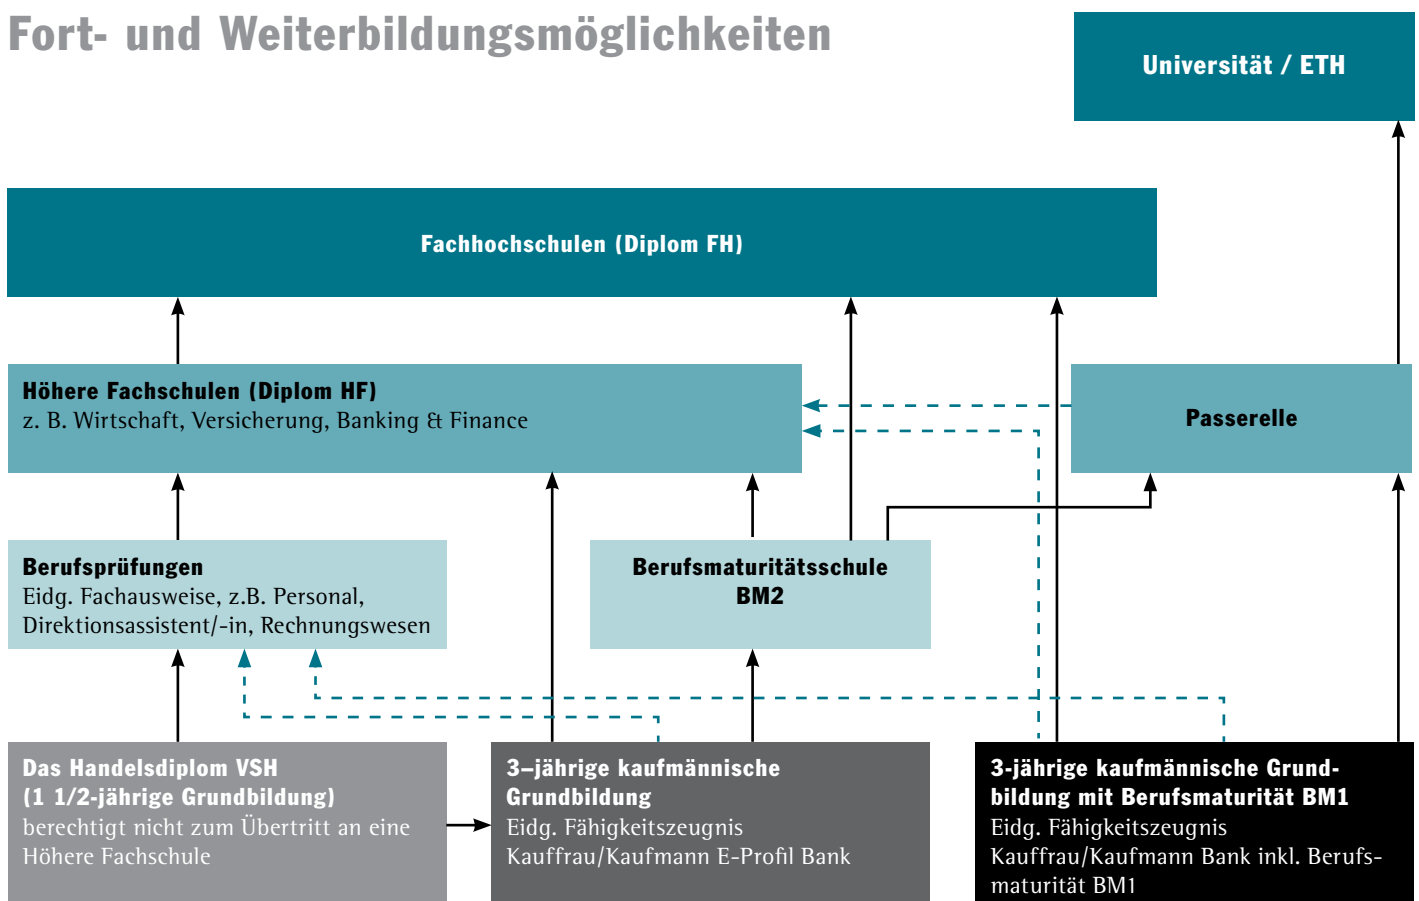 Fort- und Weiterbildungsmöglichkeiten
Universität / ETH
Fachhochschulen (Diplom FH)
Höhere Fachschulen (Diplom HF)
z. B. Wirtschaft, Versicherung, Banking & Finance
Passerelle
Berufsprüfungen
Eidg. Fachausweise, z.B. Personal,
Direktionsassistent/-in, Rechnungswesen
Berufsmaturitätsschule
BM2
Das Handelsdiplom VSH
(1 1/2-jährige Grundbildung)
berechtigt nicht zum Übertritt an eine
Höhere Fachschule
3–jährige kaufmännische
Grundbildung
Eidg. Fähigkeitszeugnis
Kauffrau/Kaufmann E-Profil Bank
3-jährige kaufmännische Grund-
bildung mit Berufsmaturität BM1
Eidg. Fähigkeitszeugnis
Kauffrau/Kaufmann Bank inkl. Berufs-
maturität BM1